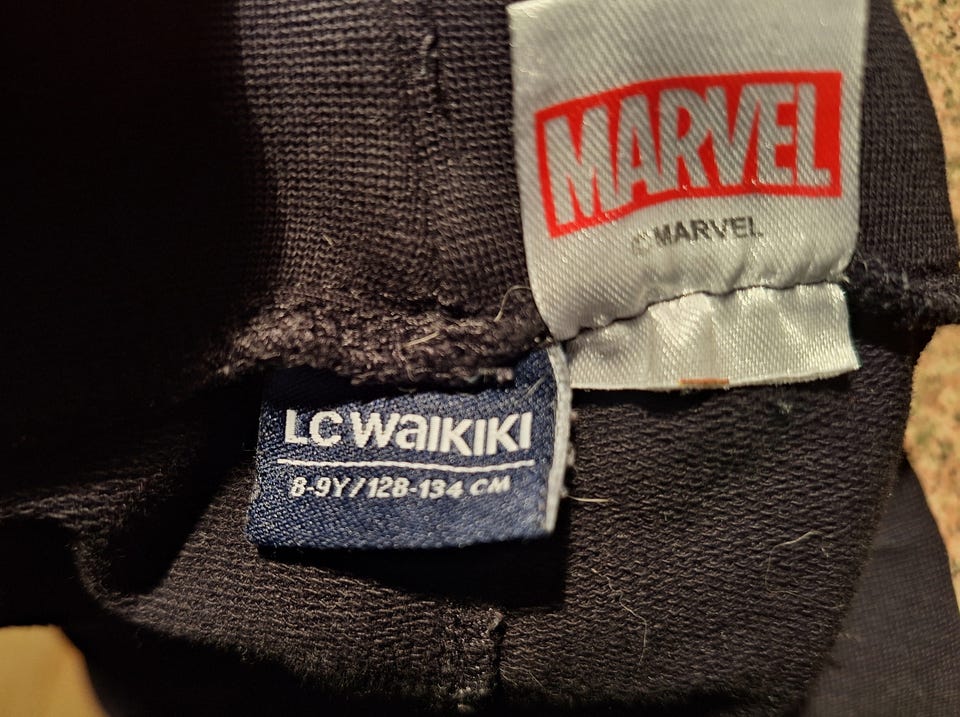 MARVEL
© MARVEL
LC WAIKIKI
8-9Y/128-134 CM